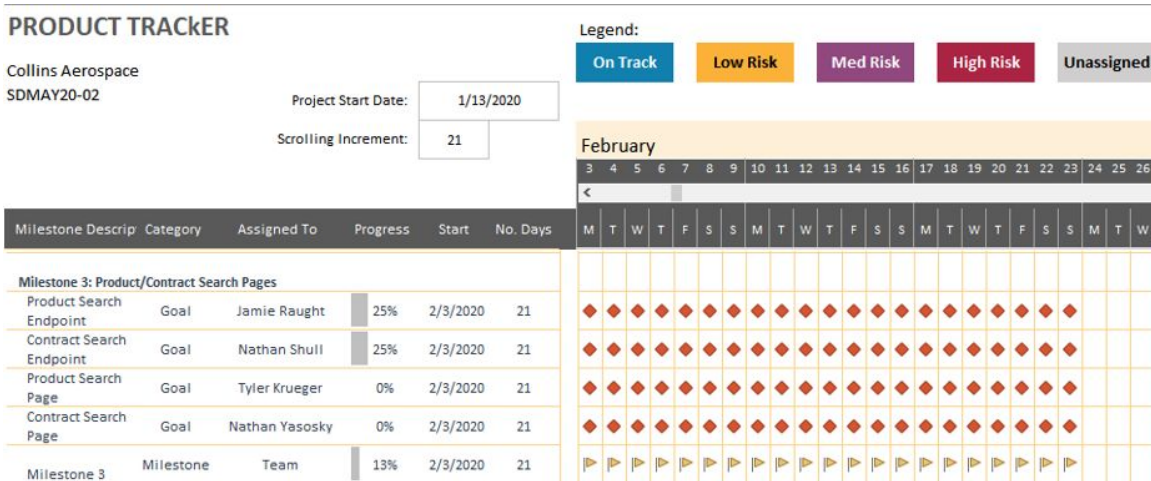 PRODUCT TRACkER
Legend:
On Track Low Risk Med Risk High Risk Unassigned
Collins Aerospace
SDMAY20-02
Project Start Date: 1/13/2020
Scrolling Increment: 21
February
3 4 5 6 7 8 9 10 11 12 13 14 15 16 17 18 19 20 21 22 23 24 25 26
Milestone Descrip Category Assigned To Progress Start No. Days M T W T F S S M T W T F S S M T W T F S S M T W
Milestone 3: Product/Contract Search Pages
Product Search
Endpoint Goal Jamie Raught 25% 2/3/2020 21
Contract Search
Endpoint Goal Nathan Shull 25% 2/3/2020 21
Product Search
Page Goal Tyler Krueger 0% 2/3/2020 21
Contract Search
Page Goal Nathan Yasosky 0% 2/3/2020 21
Milestone 3 Milestone Team 13% 2/3/2020 21